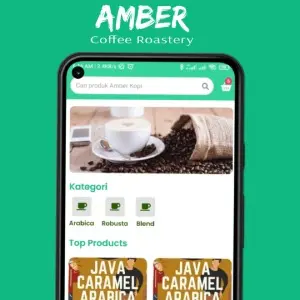 AMBER
Coffee Roastery
Cari produk Amber Kopi
Kategori
Arabica Robusta Blend
Top Products
JAVA CARAMEL ARABICA
JAVA CARAMEL ARABICA